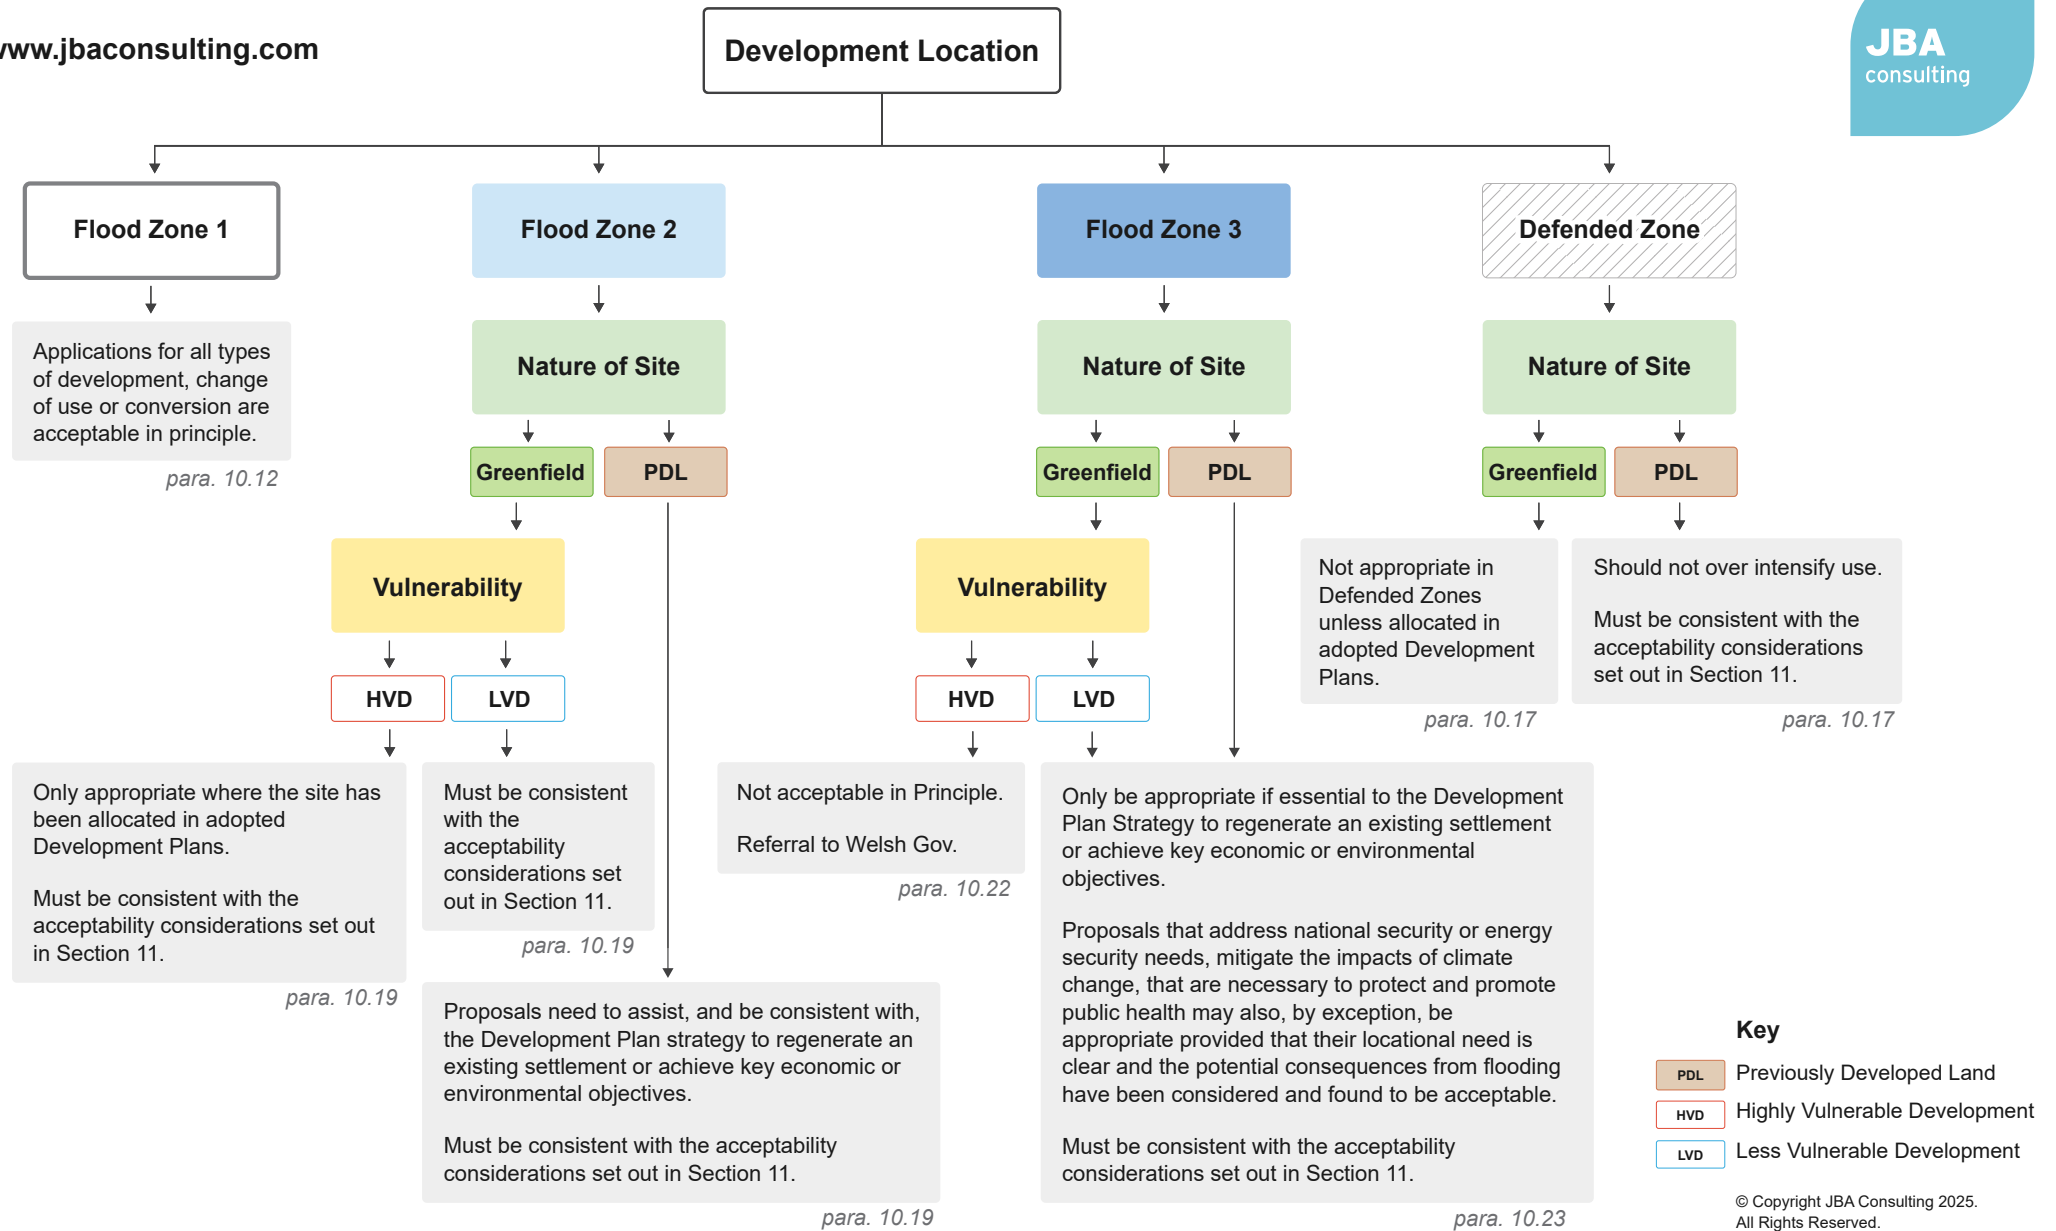 www.jbaconsulting.com
Development Location
JBA
consulting
Flood Zone 1
Flood Zone 2
Flood Zone 3
Defended Zone
Applications for all types
of development, change
of use or conversion are
acceptable in principle.
para. 10.12
Nature of Site
Nature of Site
Nature of Site
Greenfield
PDL
Greenfield
PDL
Greenfield
PDL
Vulnerability
Vulnerability
Not appropriate in
Defended Zones
unless allocated in
adopted Development
Plans.
para. 10.17
Should not over intensify use.
Must be consistent with the
acceptability considerations
set out in Section 11.
para. 10.17
HVD
LVD
HVD
LVD
Only appropriate where the site has
been allocated in adopted
Development Plans.
Must be consistent with the
acceptability considerations set out
in Section 11.
para. 10.19
Must be consistent
with the
acceptability
considerations set
out in Section 11.
para. 10.19
Proposals need to assist, and be consistent with,
the Development Plan strategy to regenerate an
existing settlement or achieve key economic or
environmental objectives.
Must be consistent with the acceptability
considerations set out in Section 11.
para. 10.19
Not acceptable in Principle.
Referral to Welsh Gov.
para. 10.22
Only be appropriate if essential to the Development
Plan Strategy to regenerate an existing settlement
or achieve key economic or environmental
objectives.
Proposals that address national security or energy
security needs, mitigate the impacts of climate
change, that are necessary to protect and promote
public health may also, by exception, be
appropriate provided that their locational need is
clear and the potential consequences from flooding
have been considered and found to be acceptable.
Must be consistent with the acceptability
considerations set out in Section 11.
para. 10.23
Key
PDL Previously Developed Land
HVD Highly Vulnerable Development
LVD Less Vulnerable Development
© Copyright JBA Consulting 2025.
All Rights Reserved.